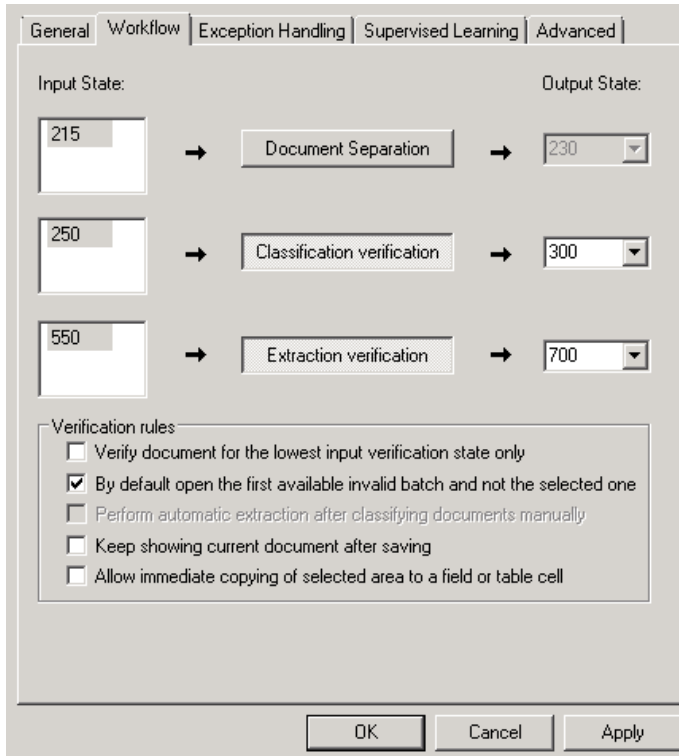 General Workflow Exception Handling Supervised Learning Advanced
Input State: Output State:
215 Document Separation 230
250 Classification verification 300
550 Extraction verification 700
Verification rules
Verify document for the lowest input verification state only
By default open the first available invalid batch and not the selected one
Perform automatic extraction after classifying documents manually
Keep showing current document after saving
Allow immediate copying of selected area to a field or table cell
OK Cancel Apply